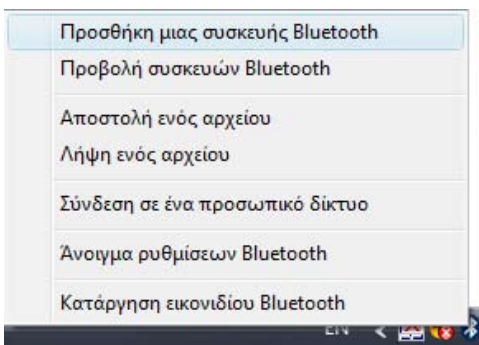 Προσθήκη μιας συσκευής Bluetooth
Προβολή συσκευών Bluetooth
Αποστολή ενός αρχείου
Λήψη ενός αρχείου
Σύνδεση σε ένα προσωπικό δίκτυο
Άνοιγμα ρυθμίσεων Bluetooth
Κατάργηση εικονιδίου Bluetooth
EN